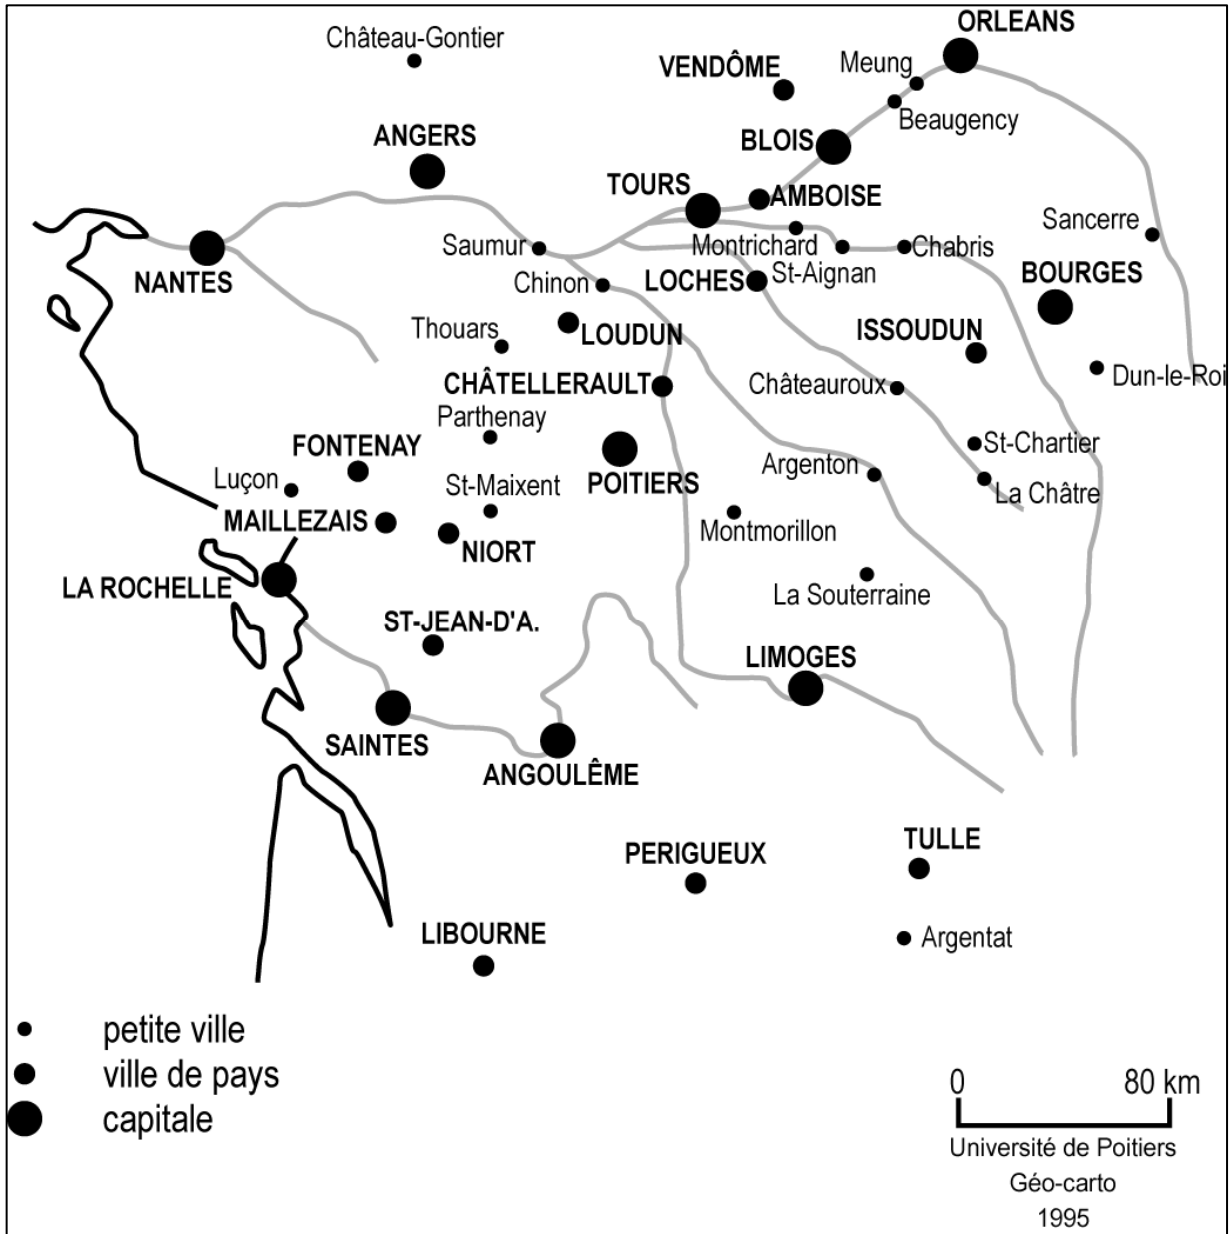 ORLEANS
Château-Gontier
VENDÔME
Meung
Beaugency
ANGERS
BLOIS
TOURS
AMBOISE
Sancerre
Saumur
Montrichard
Chabris
NANTES
Chinon
LOCHES
St-Aignan
BOURGES
Thouars
LOUDUN
ISSOUDUN
CHÂTELLERAULT
Châteauroux
Dun-le-Roi
Parthenay
FONTENAY
St-Chartier
Luçon
St-Maixent
POITIERS
Argenton
La Châtre
MAILLEZAIS
NIORT
Montmorillon
LA ROCHELLE
La Souterraine
ST-JEAN-D'A.
LIMOGES
SAINTES
ANGOULÊME
PERIGUEUX
TULLE
LIBOURNE
Argentat
petite ville
ville de pays
capitale
0 80 km
Université de Poitiers
Géo-carto
1995